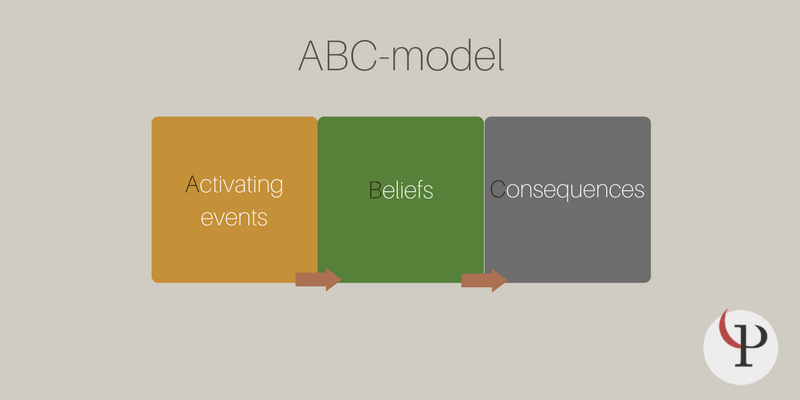 ABC-model
Activating
events
Beliefs
Consequences
P